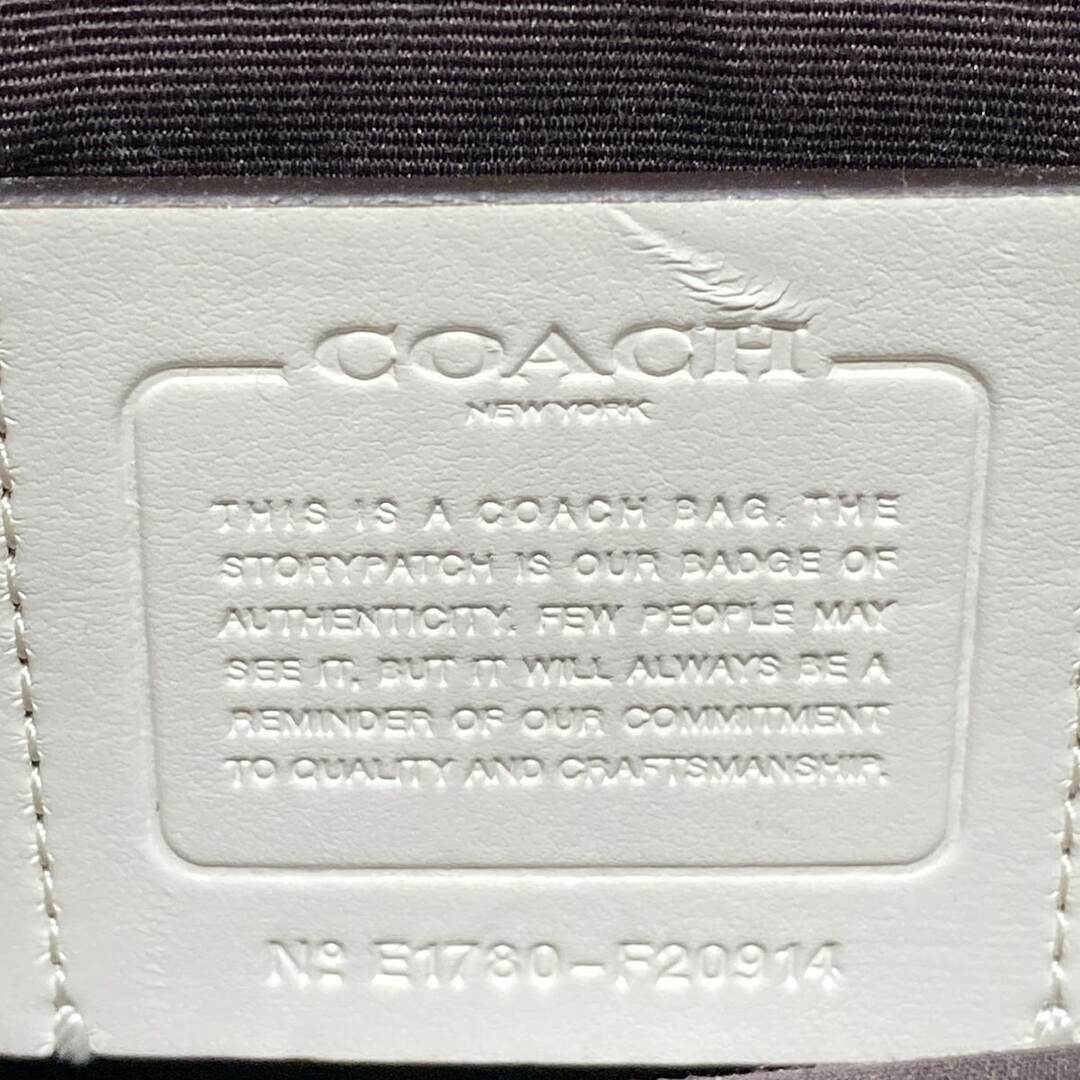 COACH
NEW YORK
THIS IS A COACH BAG. THE
STORYPATCH IS OUR BADGE OF
AUTHENTICITY. FEW PEOPLE MAY
SEE IT, BUT IT WILL ALWAYS BE A
REMINDER OF OUR COMMITMENT
TO QUALITY AND CRAFTSMANSHIP.
Nº E1780-F20914